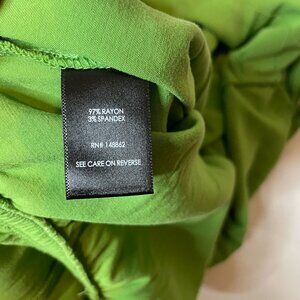 97% RAYON
3% SPANDEX
RN# 148862
SEE CARE ON REVERSE